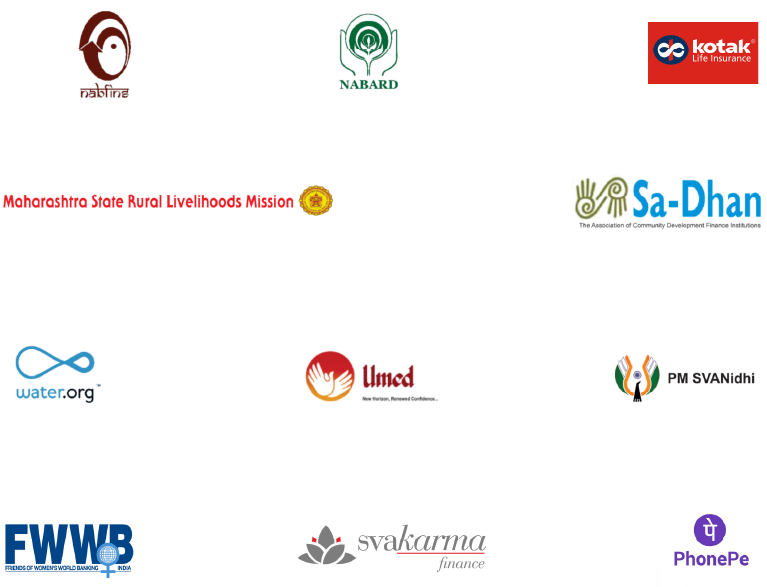 nabfins
NABARD
kotak®
Life Insurance
Maharashtra State Rural Livelihoods Mission
Sa-Dhan
The Association of Community Development Finance Institutions
water.org™
Umed
New Horizon, Renewed Confidence...
PM SVANidhi
FWWB
FRIENDS OF WOMEN'S WORLD BANKING INDIA
svakarma
finance
पे
PhonePe